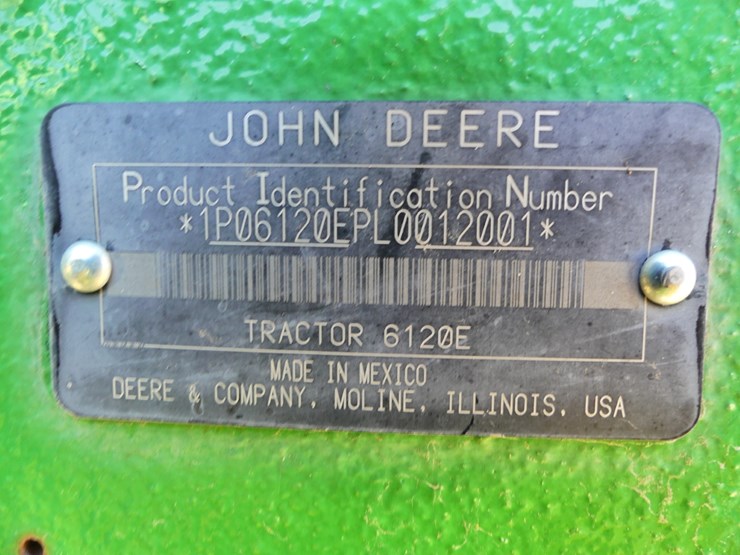 JOHN DEERE
Product Identification Number
*1P06120EPL0012001*
TRACTOR 6120E
MADE IN MEXICO
DEERE & COMPANY, MOLINE, ILLINOIS, USA